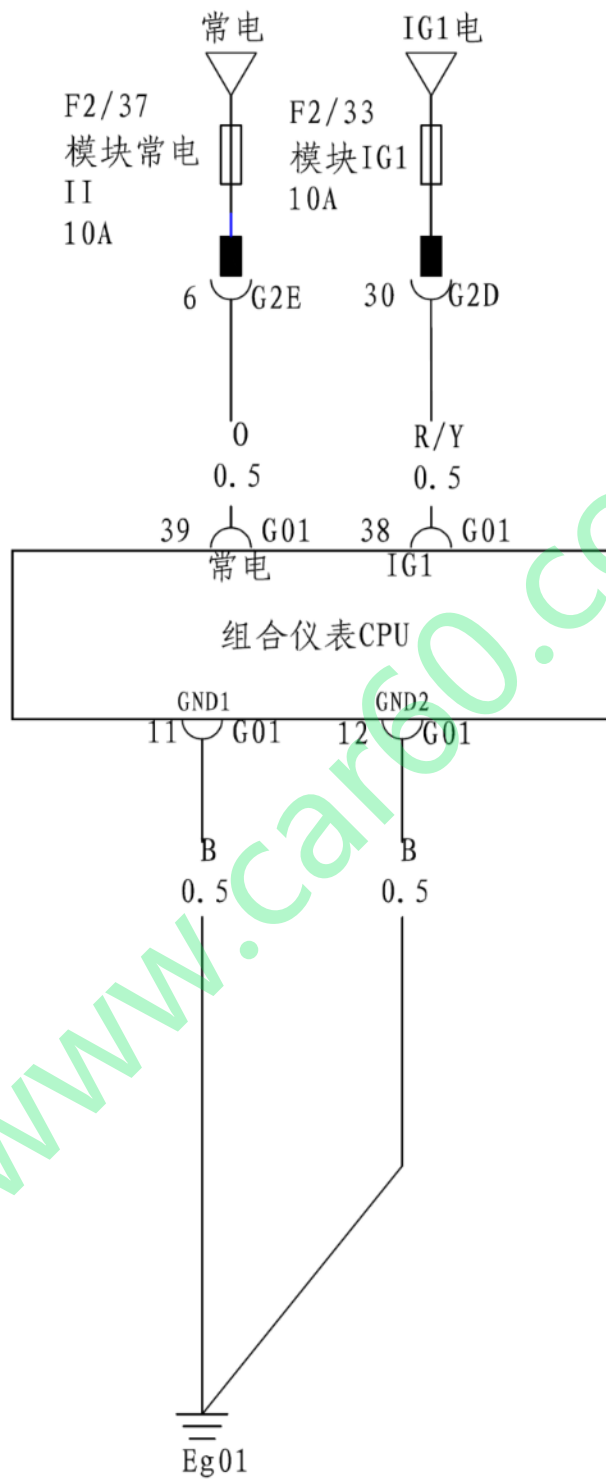 常电
IG1电
F2/37
模块常电
II
10A
F2/33
模块IG1
10A
6
G2E
30
G2D
O
0.5
R/Y
0.5
39
G01
38
G01
常电
IG1
组合仪表CPU
GND1
GND2
11
G01
12
G01
B
0.5
B
0.5
Eg01
www.car60.co